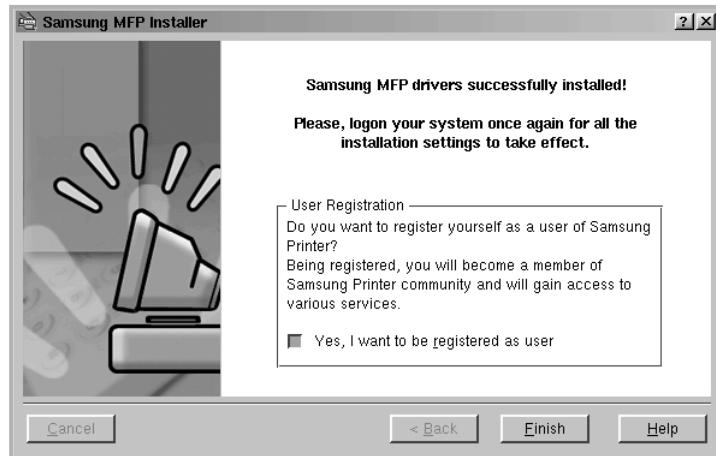 Samsung MFP Installer
Samsung MFP drivers successfully installed!
Please, logon your system once again for all the
installation settings to take effect.
User Registration
Do you want to register yourself as a user of Samsung
Printer?
Being registered, you will become a member of
Samsung Printer community and will gain access to
various services.
Yes, I want to be registered as user
Cancel
< Back
Finish
Help